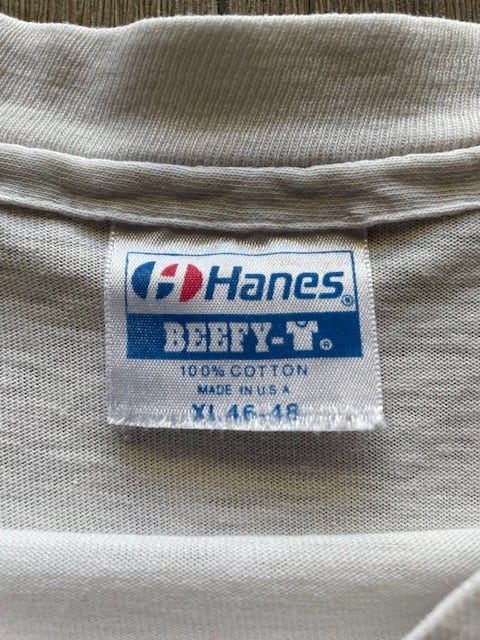 Hanes®
BEEFY-T®
100% COTTON
MADE IN U.S.A
XL 46-48